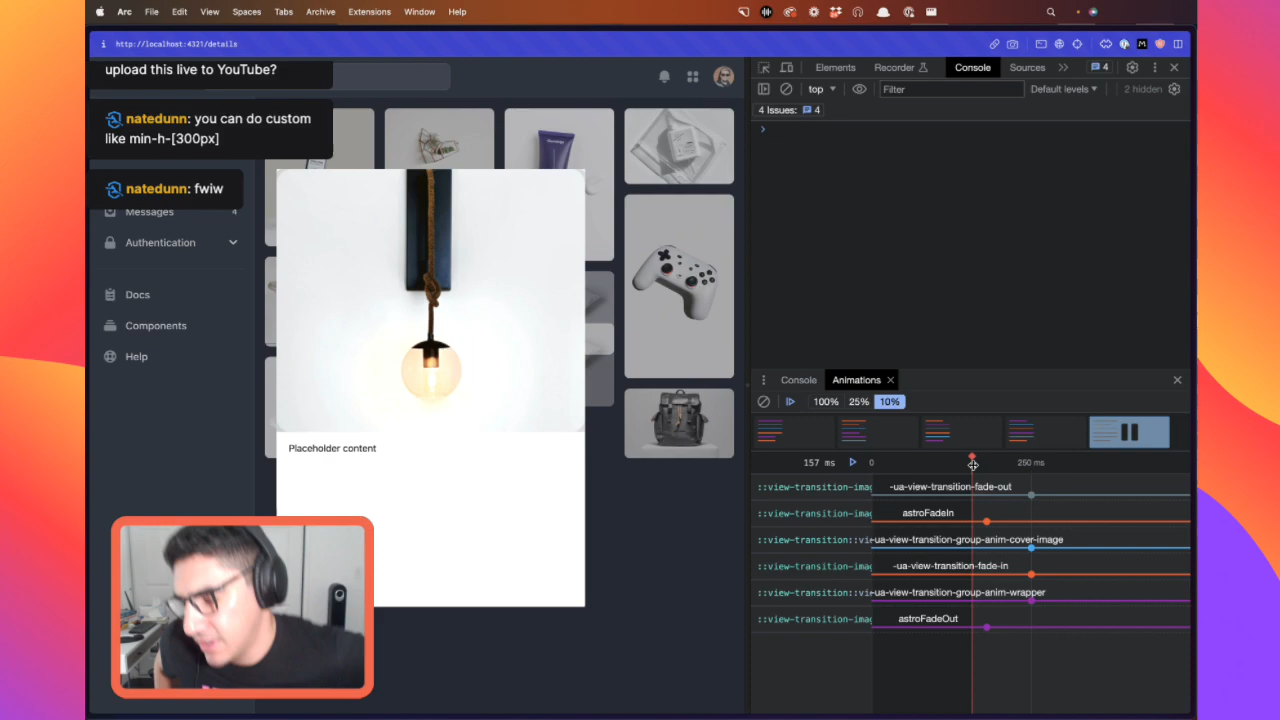 Arc File Edit View Spaces Tabs Archive Extensions Window Help
http://localhost:4321/details
upload this live to YouTube?
natedunn: you can do custom
like min-h-[300px]
natedunn: fwiw
Messages 4
Authentication
Docs
Components
Help
Placeholder content
Elements Recorder Console Sources 4
top Filter Default levels 2 hidden
4 Issues: 4
Console Animations
100% 25% 10%
157 ms 0 250 ms
::view-transition-imag -ua-view-transition-fade-out
::view-transition-imag astroFadeIn
::view-transition::vi -ua-view-transition-group-anim-cover-image
::view-transition-imag -ua-view-transition-fade-in
::view-transition::vi -ua-view-transition-group-anim-wrapper
::view-transition-imag astroFadeOut